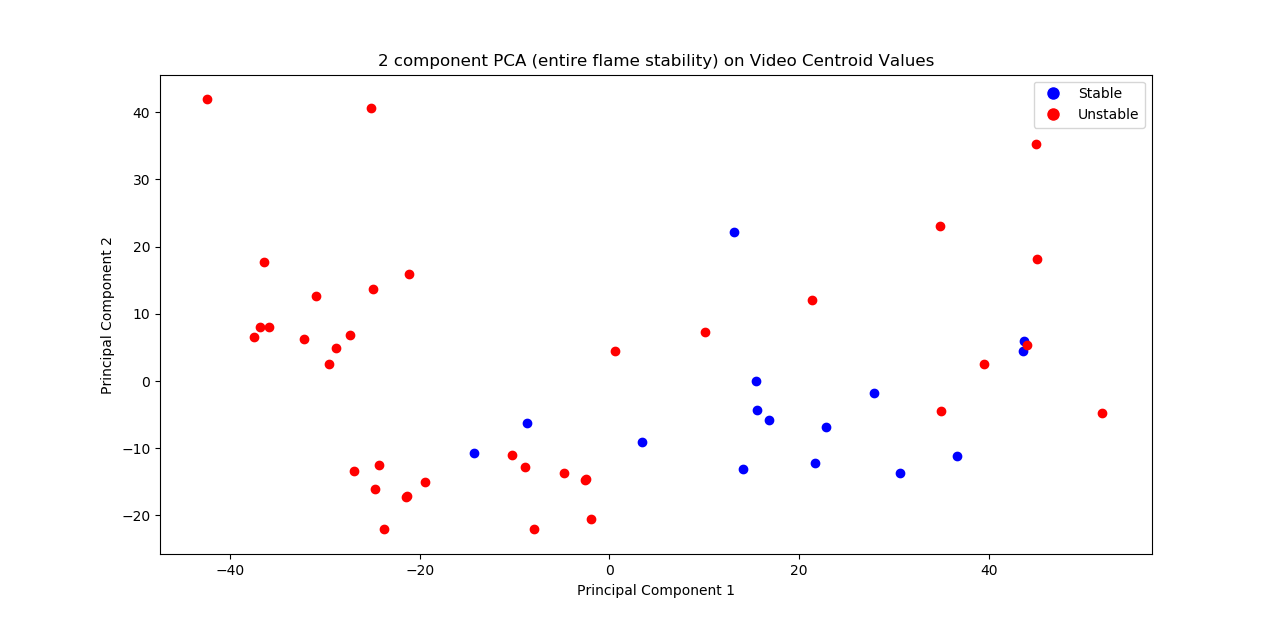 2 component PCA (entire flame stability) on Video Centroid Values
Stable
Unstable
40
30
20
10
0
−10
−20
Principal Component 2
−40
−20
0
20
40
Principal Component 1